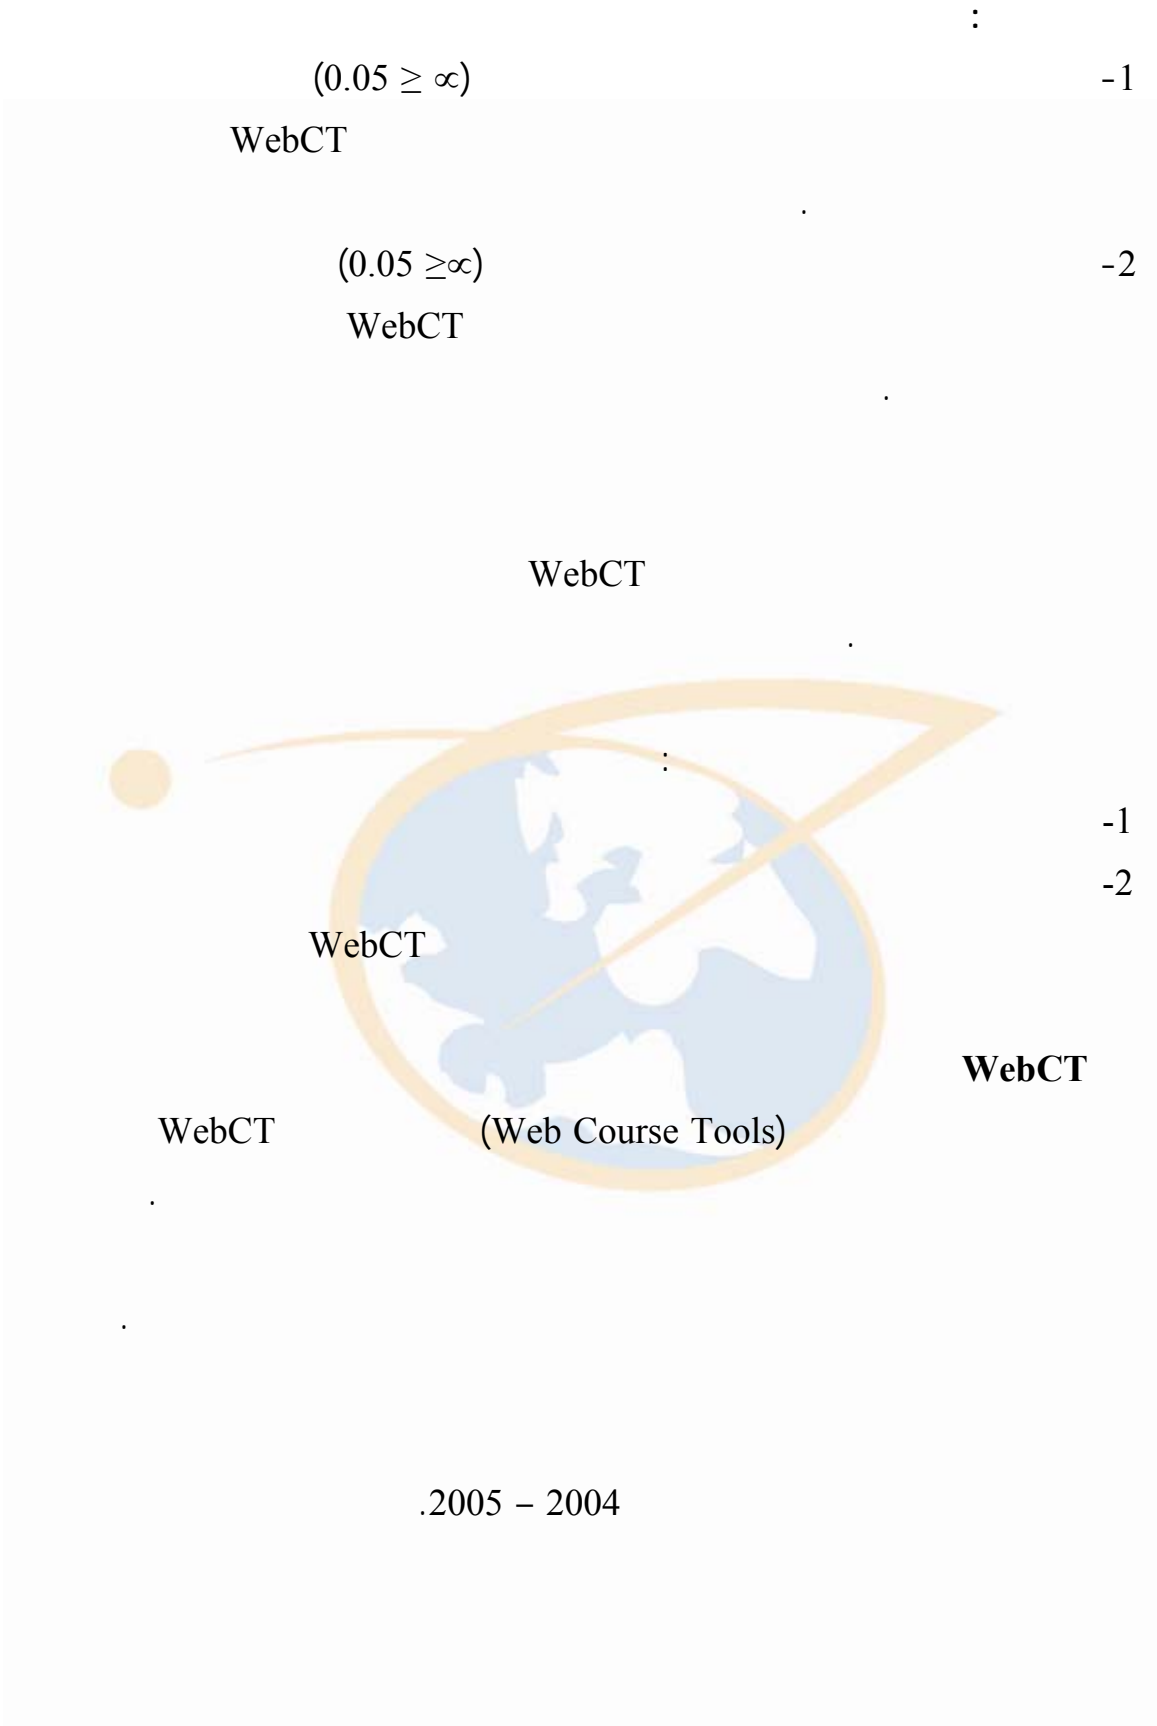 :
-1 (0.05 ≥ ∝)
WebCT
.
-2 (0.05 ≥∝)
WebCT
.
WebCT
.
:
-1
-2
WebCT
WebCT
(Web Course Tools) WebCT
.
.
.2005 – 2004